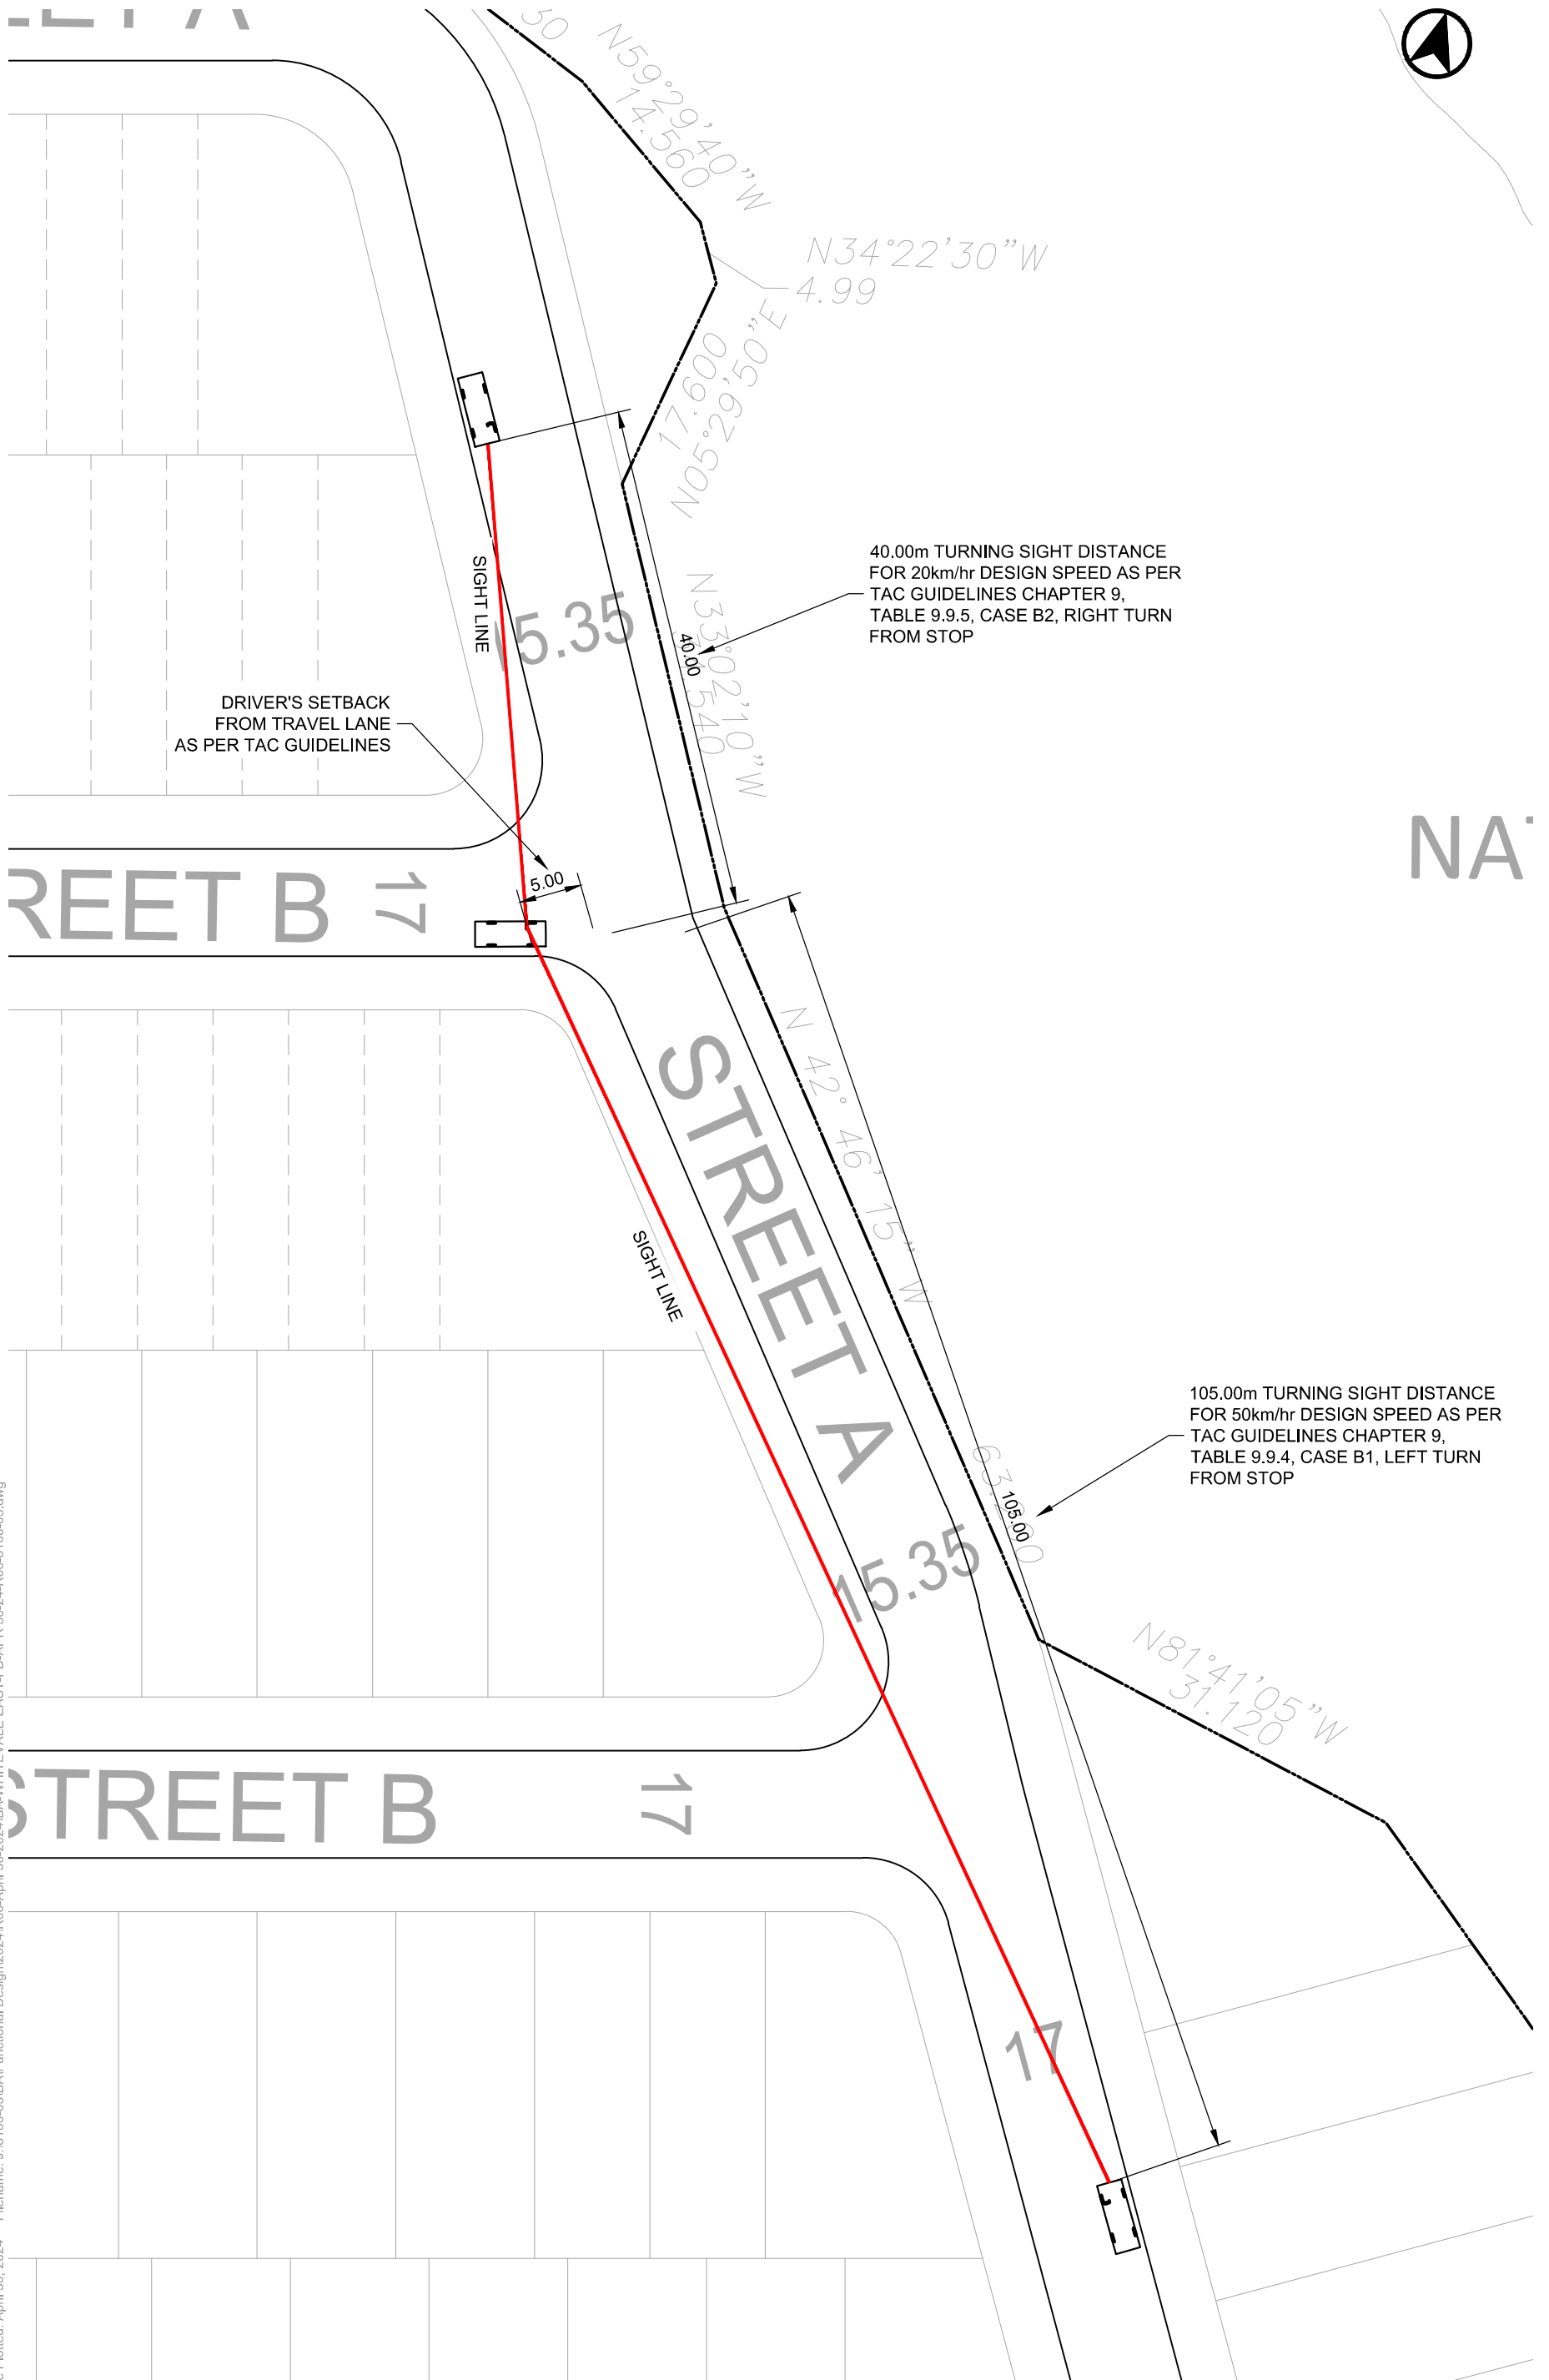 N59°29'40"W
14.560
N34°22'30"W
4.99
17.600
N05°29'50"E
SIGHT LINE
15.35
40.00m TURNING SIGHT DISTANCE
FOR 20km/hr DESIGN SPEED AS PER
TAC GUIDELINES CHAPTER 9,
TABLE 9.9.5, CASE B2, RIGHT TURN
FROM STOP
N33°02'10"W
40.00
DRIVER'S SETBACK
FROM TRAVEL LANE
AS PER TAC GUIDELINES
5.00
REET B 17
NAT
STREET A
N 42° 46' 15" W
SIGHT LINE
105.00m TURNING SIGHT DISTANCE
FOR 50km/hr DESIGN SPEED AS PER
TAC GUIDELINES CHAPTER 9,
TABLE 9.9.4, CASE B1, LEFT TURN
FROM STOP
105.00
15.35
N81°41'05"W
31.120
STREET B 17
17